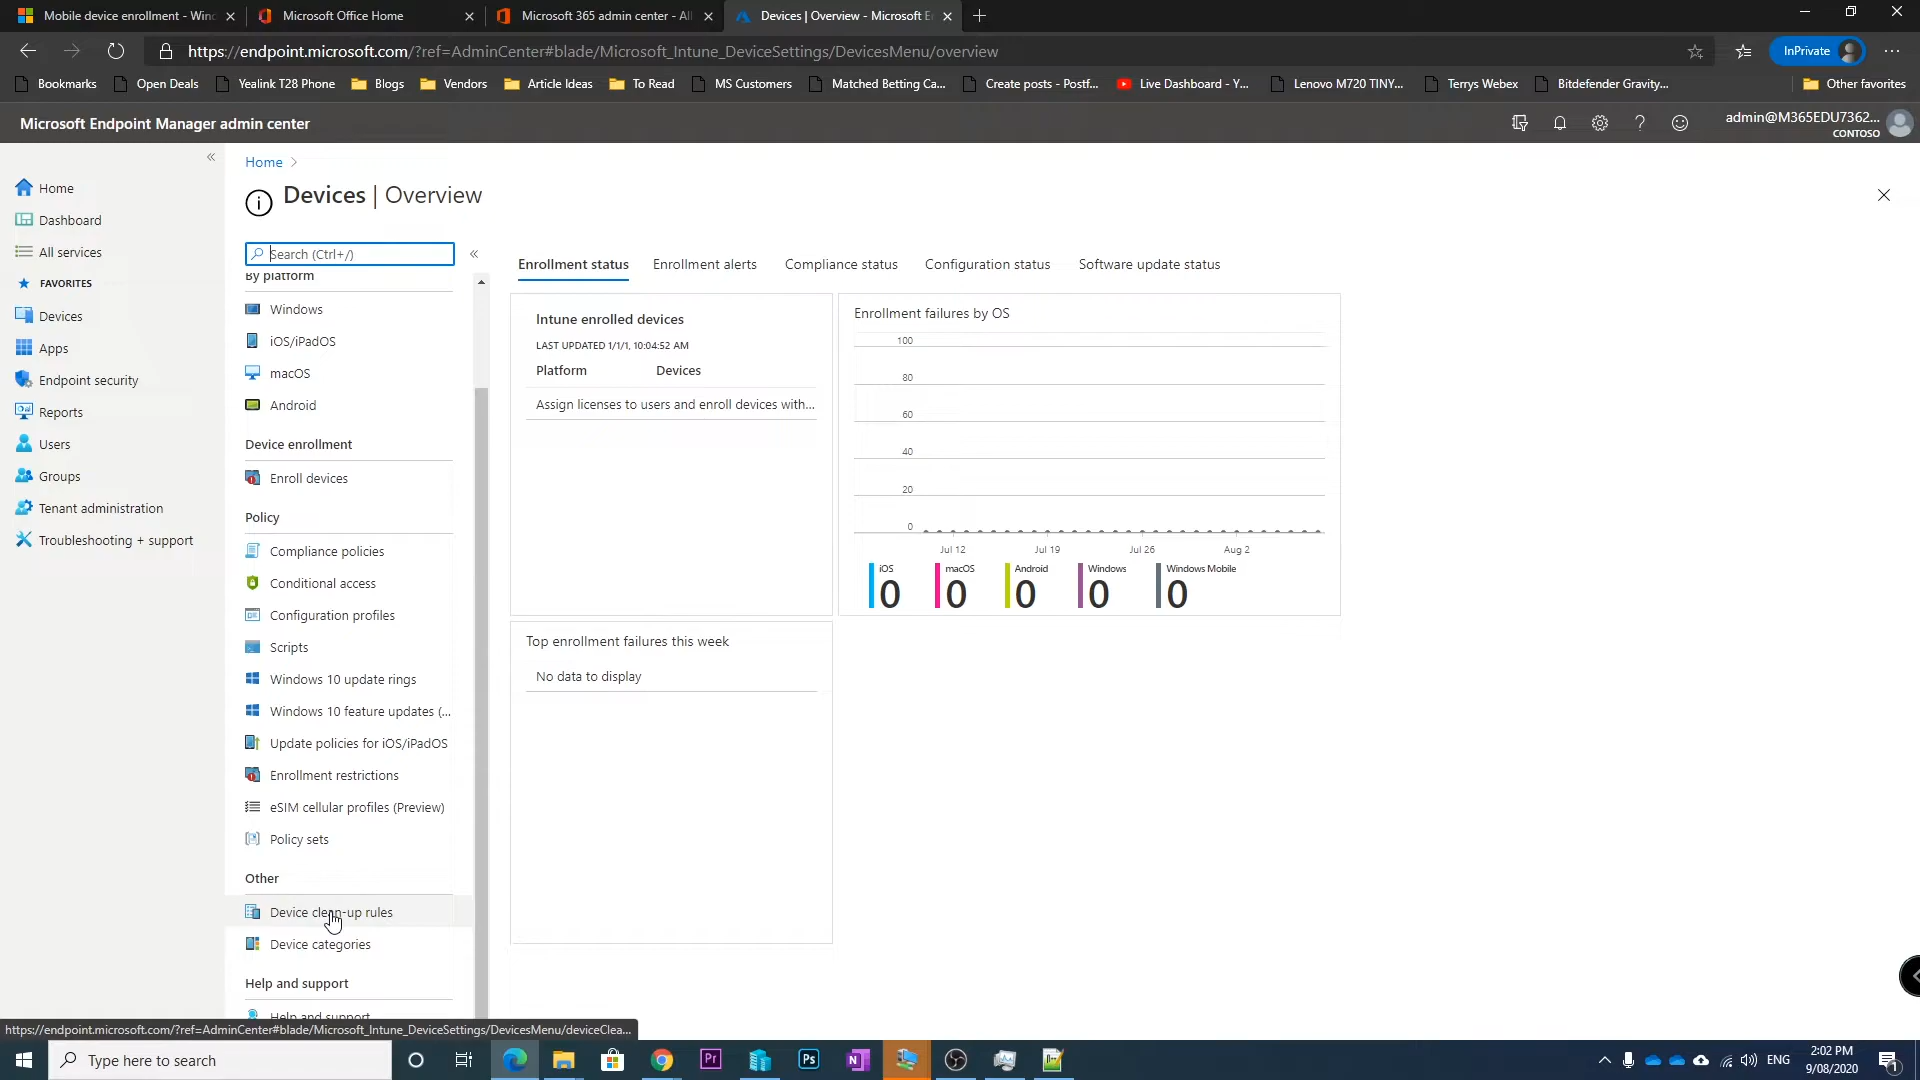 Mobile device enrollment - Wind
Microsoft Office Home
Microsoft 365 admin center - All
Devices | Overview - Microsoft E
https://endpoint.microsoft.com/?ref=AdminCenter#blade/Microsoft_Intune_DeviceSettings/DevicesMenu/overview
InPrivate
Bookmarks
Open Deals
Yealink T28 Phone
Blogs
Vendors
Article Ideas
To Read
MS Customers
Matched Betting Ca...
Create posts - Postf...
Live Dashboard - Y...
Lenovo M720 TINY...
Terrys Webex
Bitdefender Gravity...
Other favorites
Microsoft Endpoint Manager admin center
admin@M365EDU7362...
CONTOSO
Home
Dashboard
All services
FAVORITES
Devices
Apps
Endpoint security
Reports
Users
Groups
Tenant administration
Troubleshooting + support
Home
Devices | Overview
Search (Ctrl+/)
By platform
Windows
iOS/iPadOS
macOS
Android
Device enrollment
Enroll devices
Policy
Compliance policies
Conditional access
Configuration profiles
Scripts
Windows 10 update rings
Windows 10 feature updates (...
Update policies for iOS/iPadOS
Enrollment restrictions
eSIM cellular profiles (Preview)
Policy sets
Other
Device clean-up rules
Device categories
Help and support
Help and support
Enrollment status
Enrollment alerts
Compliance status
Configuration status
Software update status
Intune enrolled devices
LAST UPDATED 1/1/1, 10:04:52 AM
Platform Devices
Assign licenses to users and enroll devices with...
Enrollment failures by OS
100
80
60
40
20
0
Jul 12 Jul 19 Jul 26 Aug 2
iOS
0
macOS
0
Android
0
Windows
0
Windows Mobile
0
Top enrollment failures this week
No data to display
https://endpoint.microsoft.com/?ref=AdminCenter#blade/Microsoft_Intune_DeviceSettings/DevicesMenu/deviceClea...
Type here to search
Pr
Ps
N
ENG
2:02 PM
9/08/2020
1